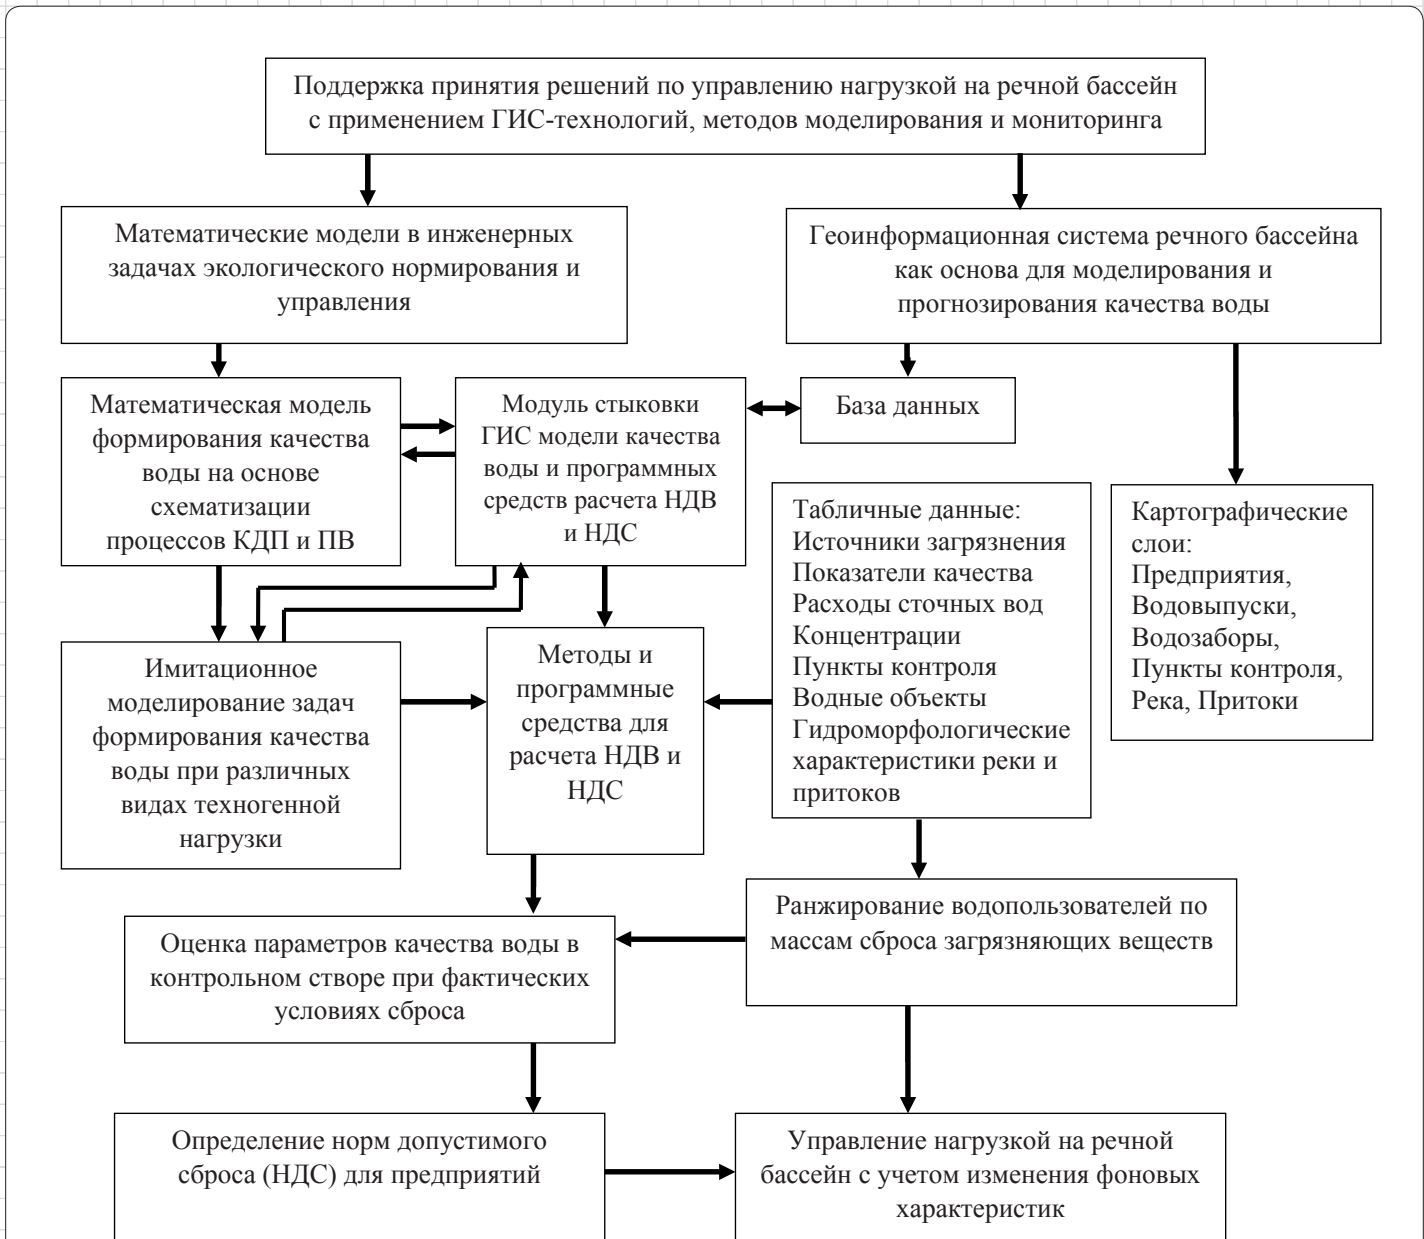 Поддержка принятия решений по управлению нагрузкой на речной бассейн
с применением ГИС-технологий, методов моделирования и мониторинга
Математические модели в инженерных
задачах экологического нормирования и
управления
Геоинформационная система речного бассейна
как основа для моделирования и
прогнозирования качества воды
Математическая модель
формирования качества
воды на основе
схематизации
процессов КДП и ПВ
Модуль стыковки
ГИС модели качества
воды и программных
средств расчета НДВ
и НДС
База данных
Табличные данные:
Источники загрязнения
Показатели качества
Расходы сточных вод
Концентрации
Пункты контроля
Водные объекты
Гидроморфологические
характеристики реки и
притоков
Картографические
слои:
Предприятия,
Водовыпуски,
Водозаборы,
Пункты контроля,
Река, Притоки
Имитационное
моделирование задач
формирования качества
воды при различных
видах техногенной
нагрузки
Методы и
программные
средства для
расчета НДВ и
НДС
Ранжирование водопользователей по
массам сброса загрязняющих веществ
Оценка параметров качества воды в
контрольном створе при фактических
условиях сброса
Определение норм допустимого
сброса (НДС) для предприятий
Управление нагрузкой на речной
бассейн с учетом изменения фоновых
характеристик